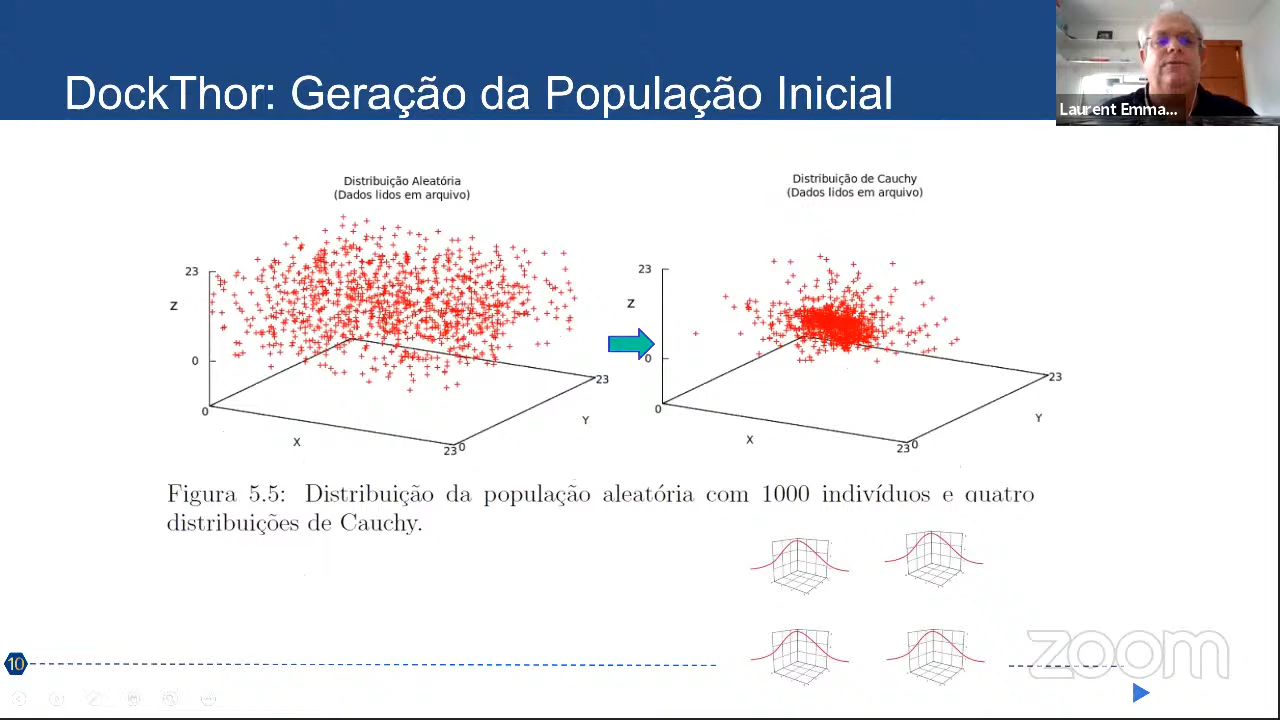 DockThor: Geração da População Inicial
Laurent Emma...
Distribuição Aleatória
(Dados lidos em arquivo)
23
Z
0
0
X
23
0
Y
23
Distribuição de Cauchy
(Dados lidos em arquivo)
23
Z
0
0
X
23
0
Y
23
Figura 5.5: Distribuição da população aleatória com 1000 indivíduos e quatro
distribuições de Cauchy.
10
zoom